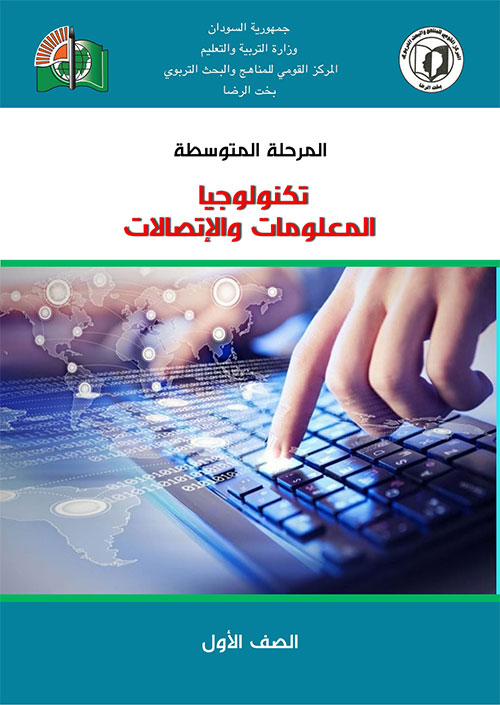 جمهورية السودان
وزارة التربية والتعليم
المركز القومي للمناهج والبحث التربوي
بخت الرضا
المرحلة المتوسطة
تكنولوجيا
المعلومات والإتصالات
الصف الأول